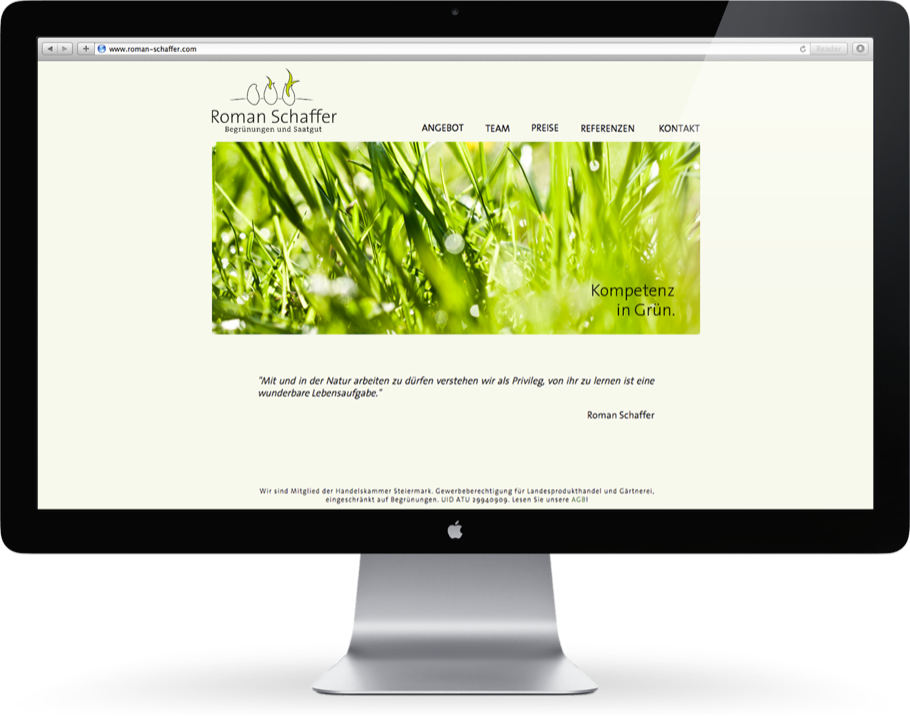 www.roman-schaffer.com
Reader
Roman Schaffer
Begrünungen und Saatgut
ANGEBOT TEAM PREISE REFERENZEN KONTAKT
Kompetenz
in Grün.
"Mit und in der Natur arbeiten zu dürfen verstehen wir als Privileg, von ihr zu lernen ist eine
wunderbare Lebensaufgabe."
Roman Schaffer
Wir sind Mitglied der Handelskammer Steiermark. Gewerbeberechtigung für Landesprodukthandel und Gärtnerei,
eingeschränkt auf Begrünungen. UID ATU 29940909. Lesen Sie unsere AGB!